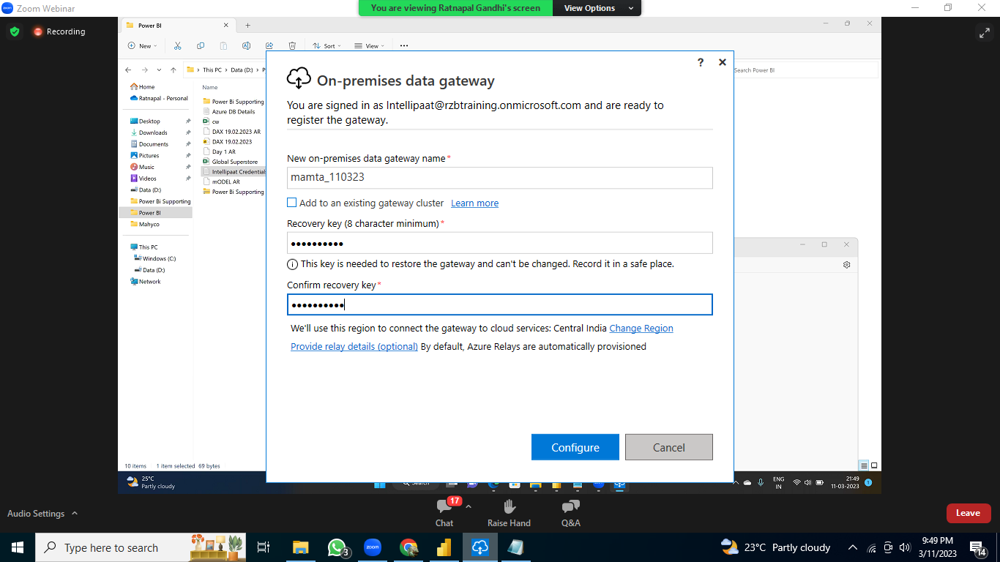 Zoom Webinar
You are viewing Ratnapal Gandhi's screen
View Options
Recording
Power BI
New
Sort
View
This PC > Data (D:) >
Search Power BI
Home
Ratnapal - Personal
Desktop
Downloads
Documents
Pictures
Music
Videos
Data (D:)
Power Bi Supporting
Power BI
Mahyco
This PC
Windows (C:)
Data (D:)
Network
Name
Power Bi Supporting
Azure DB Details
cw
DAX 19.02.2023 AR
DAX 19.02.2023
Day 1 AR
Global Superstore
Intellipaat Credentials
mODEL AR
Power Bi Supporting
10 items
1 item selected 69 bytes
On-premises data gateway
You are signed in as Intellipaat@rzbtraining.onmicrosoft.com and are ready to
register the gateway.
New on-premises data gateway name*
mamta_110323
Add to an existing gateway cluster Learn more
Recovery key (8 character minimum)*
This key is needed to restore the gateway and can't be changed. Record it in a safe place.
Confirm recovery key*
We'll use this region to connect the gateway to cloud services: Central India Change Region
Provide relay details (optional) By default, Azure Relays are automatically provisioned
Configure
Cancel
25°C
Partly cloudy
Search
ENG
IN
21:49
11-03-2023
1
Audio Settings
17
Chat
Raise Hand
Q&A
Leave
Type here to search
3
zoom
23°C Partly cloudy
9:49 PM
3/11/2023
14